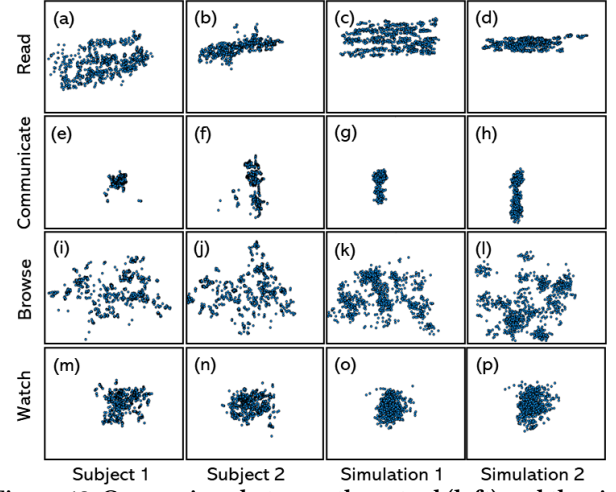 (a) (b) (c) (d)
Read
(e) (f) (g) (h)
Communicate
(i) (j) (k) (l)
Browse
(m) (n) (o) (p)
Watch
Subject 1 Subject 2 Simulation 1 Simulation 2